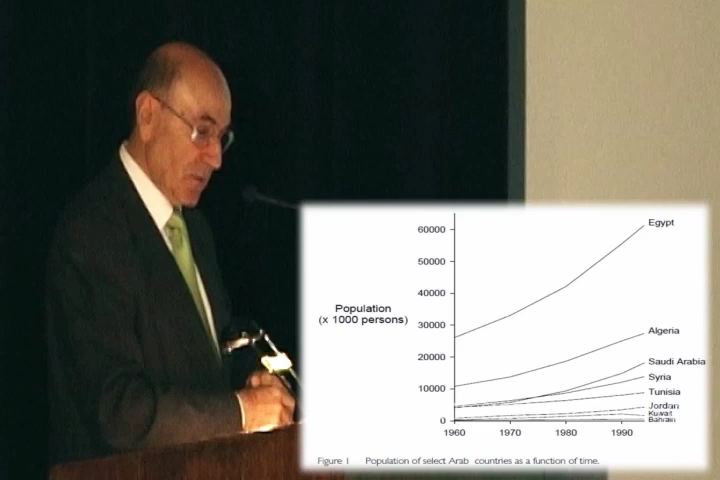 60000
50000
40000
30000
20000
10000
0
Population
(x 1000 persons)
Egypt
Algeria
Saudi Arabia
Syria
Tunisia
Jordan
Kuwait
Bahrain
1960 1970 1980 1990
Figure 1 Population of select Arab countries as a function of time.